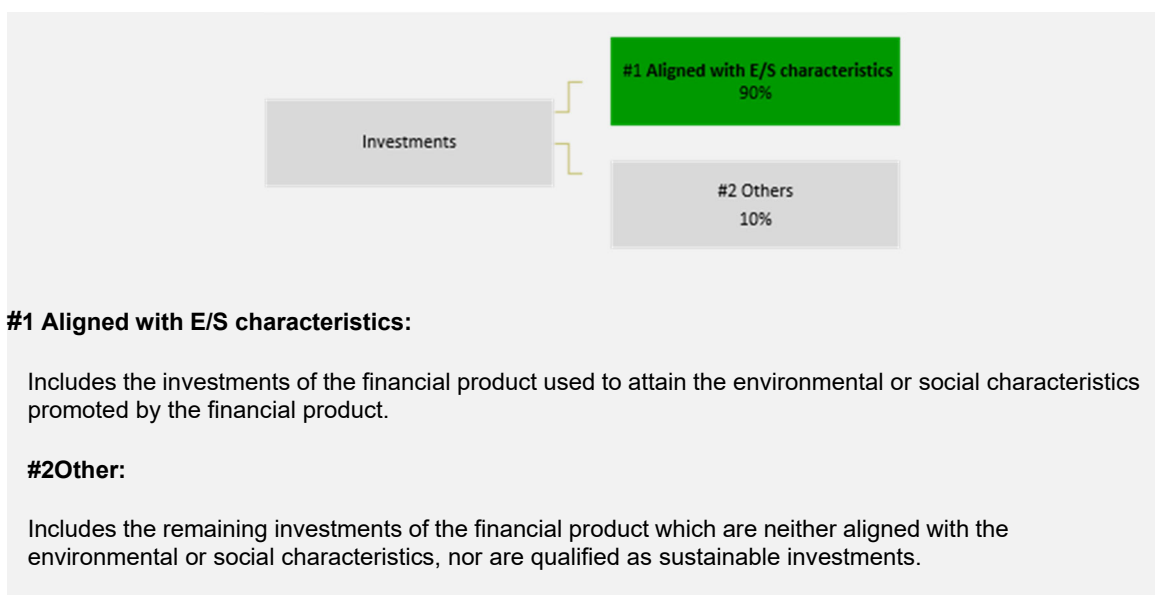 #1 Aligned with E/S characteristics
90%
Investments
#2 Others
10%
#1 Aligned with E/S characteristics:
Includes the investments of the financial product used to attain the environmental or social characteristics
promoted by the financial product.
#2Other:
Includes the remaining investments of the financial product which are neither aligned with the
environmental or social characteristics, nor are qualified as sustainable investments.